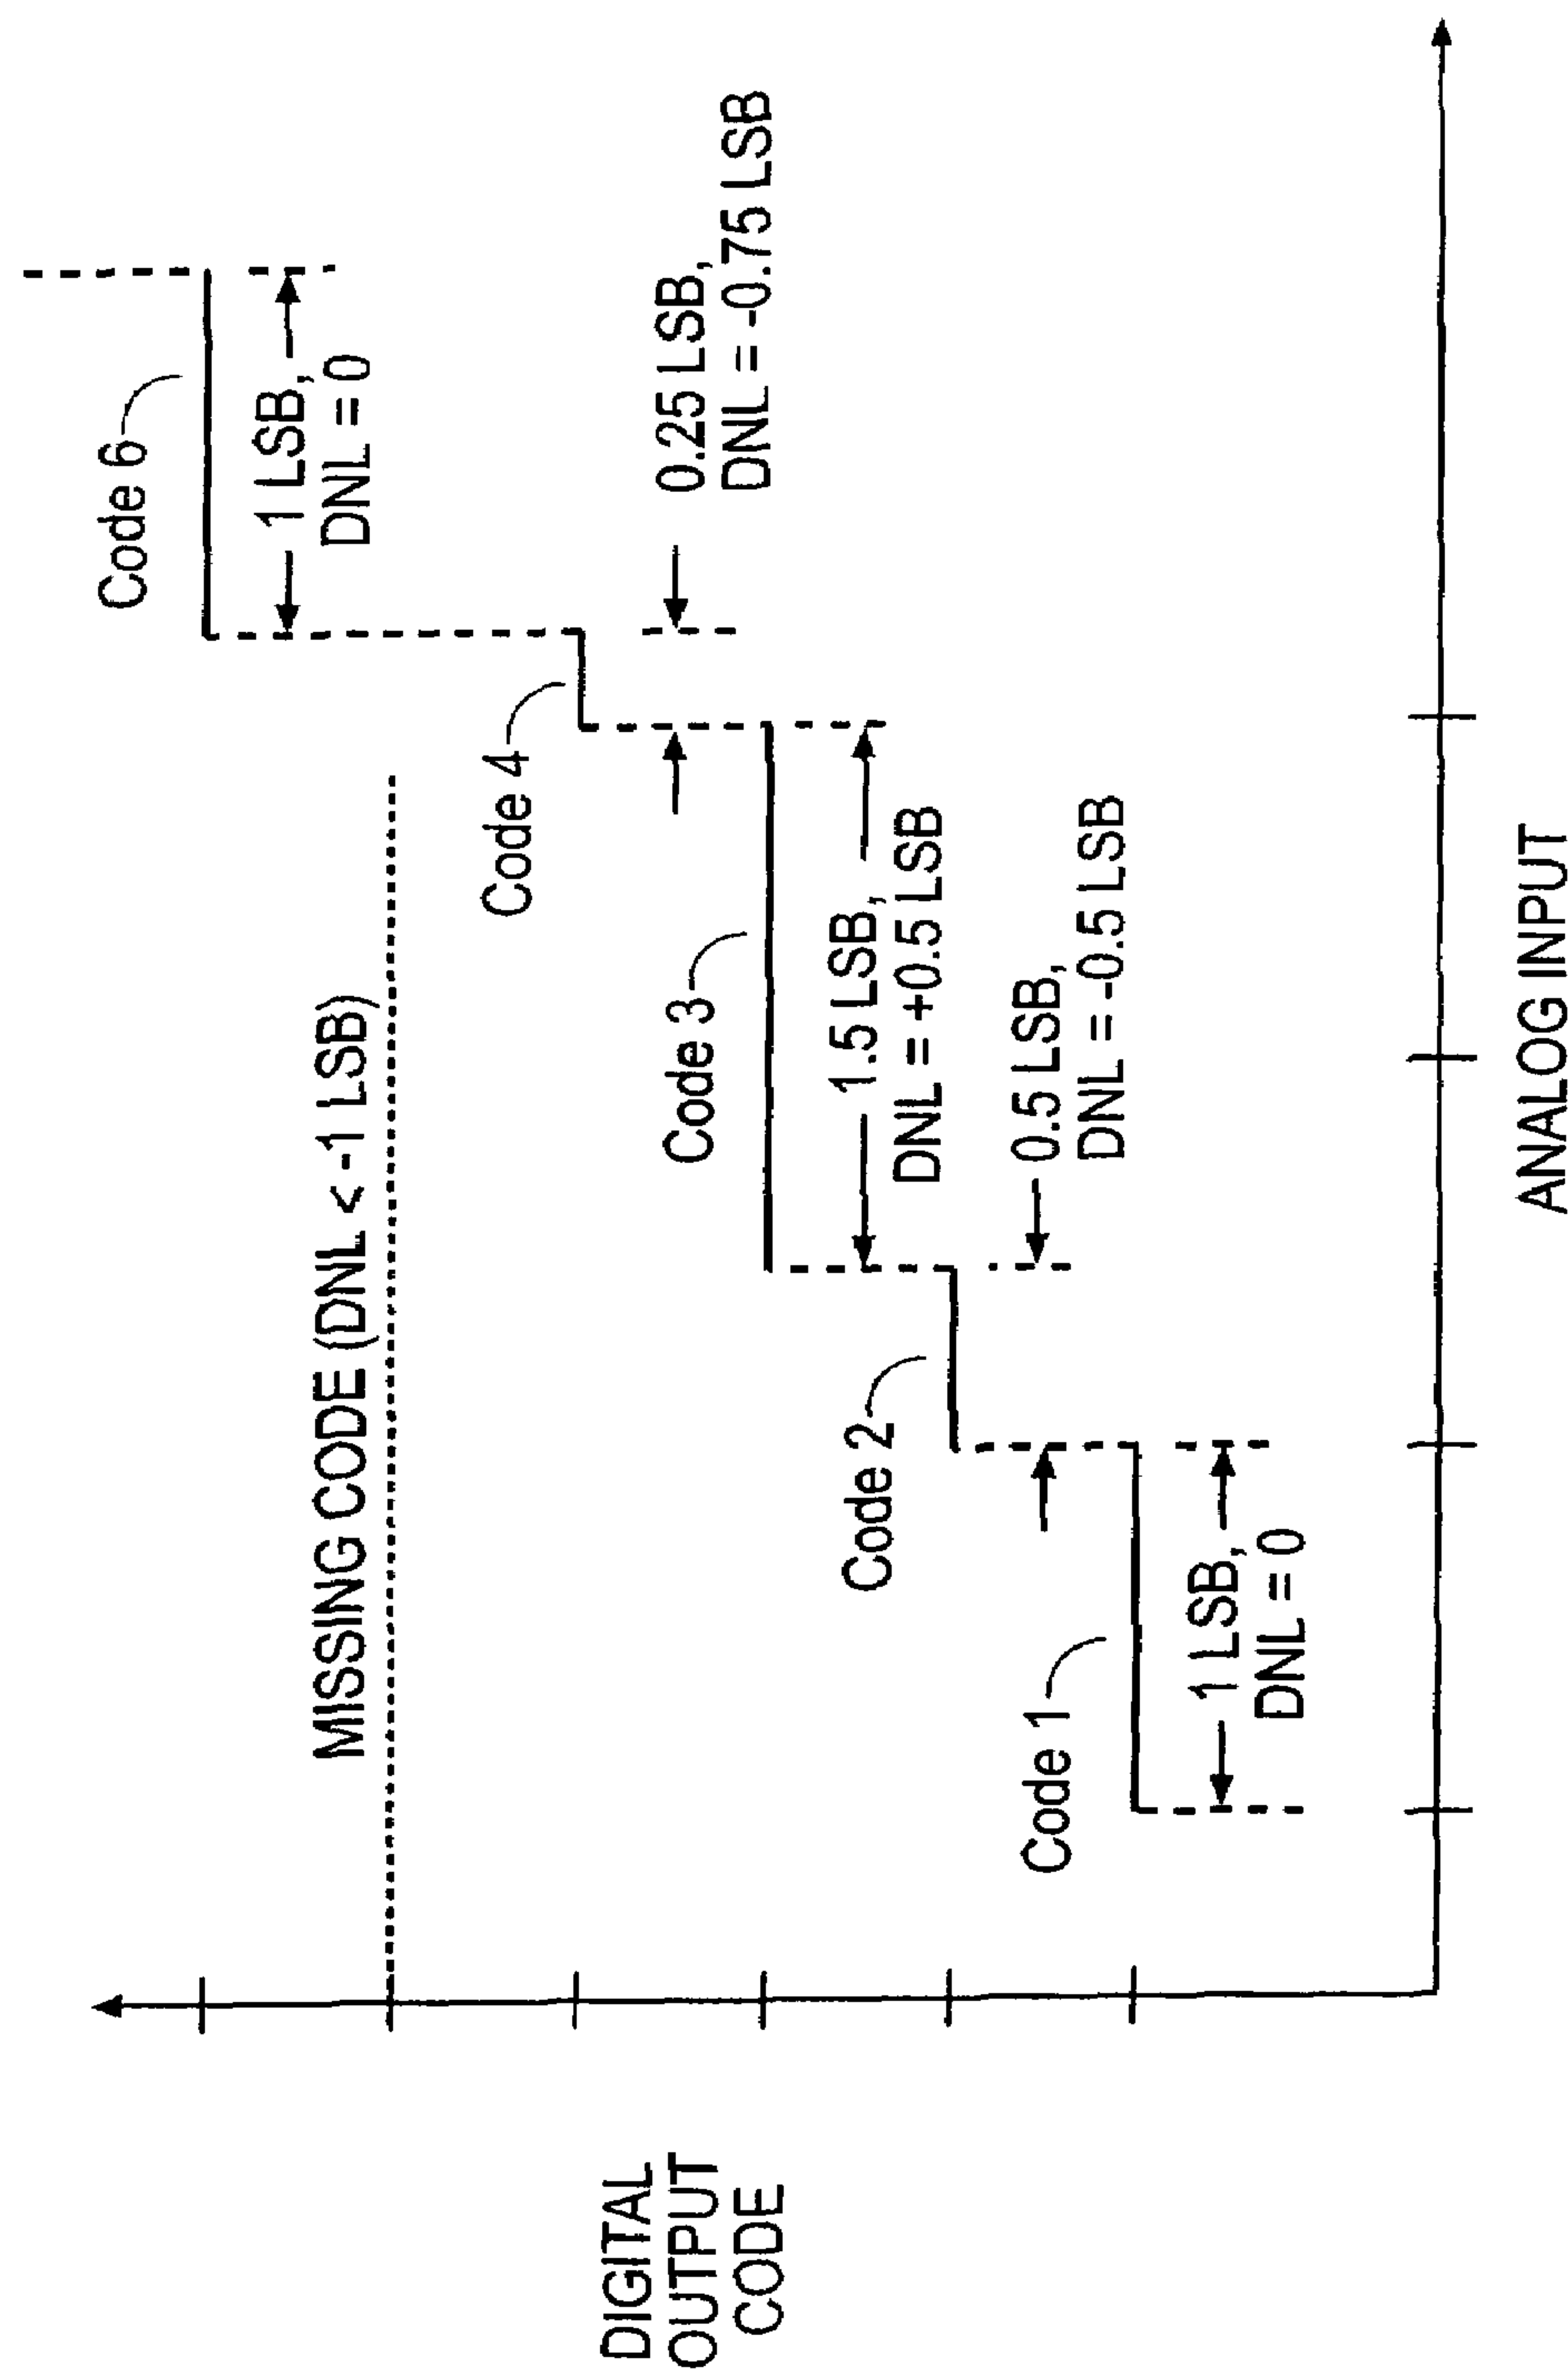 Code 6
1 LSB,
DNL = 0
MISSING CODE (DNL < -1 LSB)
Code 4
0.25 LSB,
DNL = -0.75 LSB
Code 3
1.5 LSB,
DNL = +0.5 LSB
Code 2
0.5 LSB,
DNL = -0.5 LSB
Code 1
1 LSB,
DNL = 0
DIGITAL
OUTPUT
CODE
ANALOG INPUT